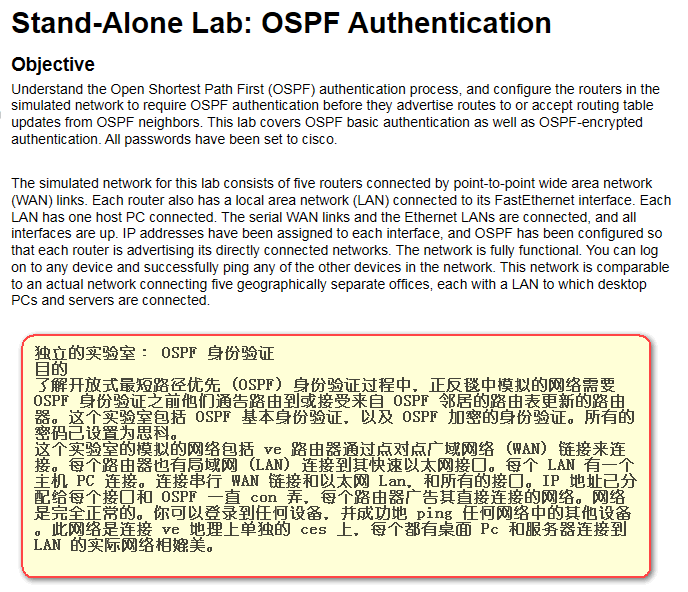 Stand-Alone Lab: OSPF Authentication
Objective
Understand the Open Shortest Path First (OSPF) authentication process, and configure the routers in the
simulated network to require OSPF authentication before they advertise routes to or accept routing table
updates from OSPF neighbors. This lab covers OSPF basic authentication as well as OSPF-encrypted
authentication. All passwords have been set to cisco.
The simulated network for this lab consists of five routers connected by point-to-point wide area network
(WAN) links. Each router also has a local area network (LAN) connected to its FastEthernet interface. Each
LAN has one host PC connected. The serial WAN links and the Ethernet LANs are connected, and all
interfaces are up. IP addresses have been assigned to each interface, and OSPF has been configured so
that each router is advertising its directly connected networks. The network is fully functional. You can log
on to any device and successfully ping any of the other devices in the network. This network is comparable
to an actual network connecting five geographically separate offices, each with a LAN to which desktop
PCs and servers are connected.
独立的实验室： OSPF 身份验证
目的
了解开放式最短路径优先 (OSPF) 身份验证过程中，正反毯中模拟的网络需要
OSPF 身份验证之前他们通告路由到或接受来自 OSPF 邻居的路由表更新的路由
器。这个实验室包括 OSPF 基本身份验证，以及 OSPF 加密的身份验证。所有的
密码已设置为思科。
这个实验室的模拟的网络包括 ve 路由器通过点对点广域网络 (WAN) 链接来连
接。每个路由器也有局域网 (LAN) 连接到其快速以太网接口。每个 LAN 有一个
主机 PC 连接。连接串行 WAN 链接和以太网 Lan，和所有的接口。IP 地址已分
配给每个接口和 OSPF 一直 con 弄，每个路由器广告其直接连接的网络。网络
是完全正常的。你可以登录到任何设备，并成功地 ping 任何网络中的其他设备
。此网络是连接 ve 地理上单独的 ces 上，每个都有桌面 Pc 和服务器连接到
LAN 的实际网络相媲美。